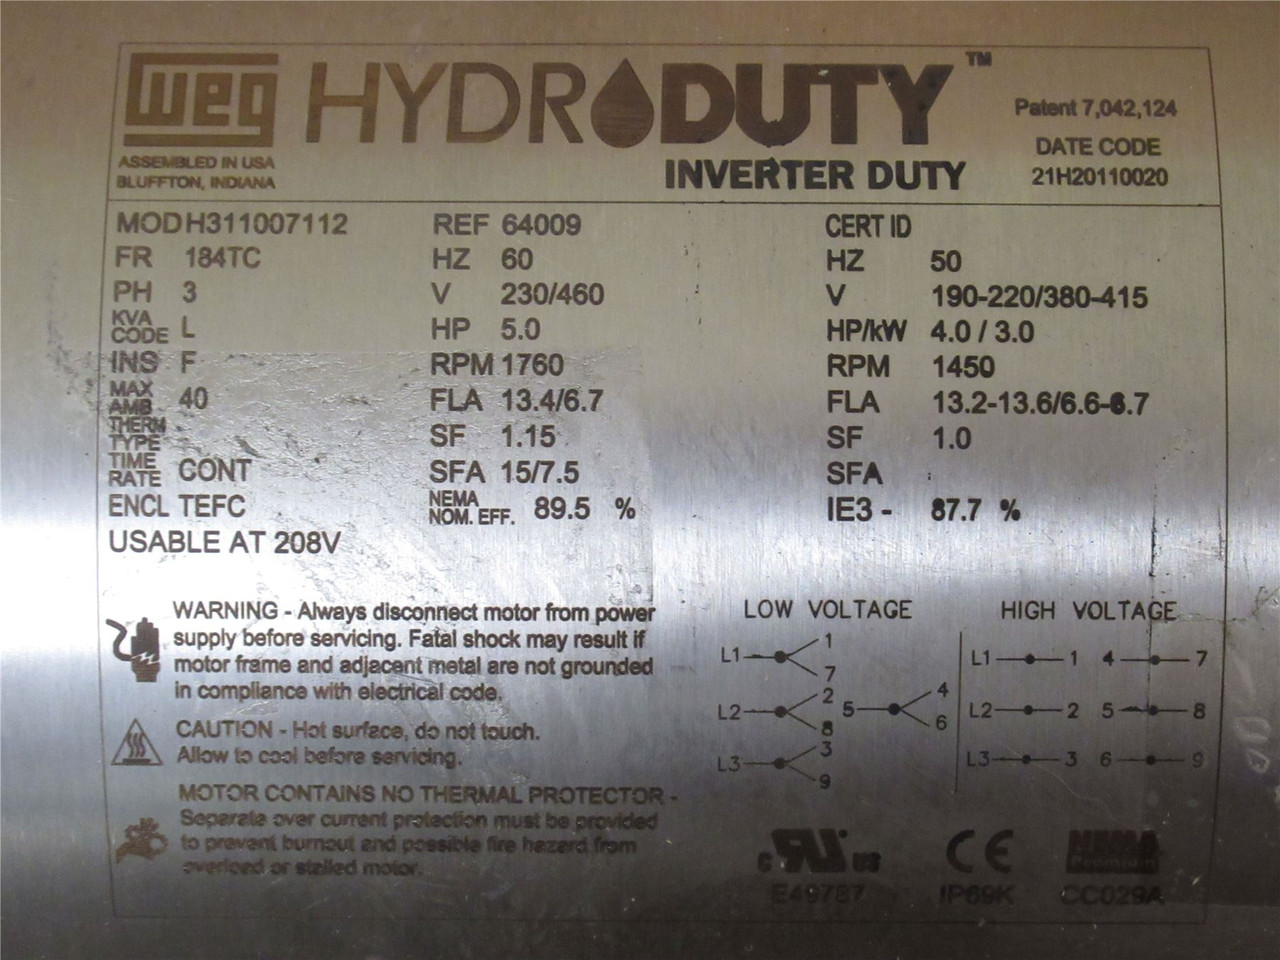 WEG HYDRODUTY™
INVERTER DUTY
ASSEMBLED IN USA
BLUFFTON, INDIANA
Patent 7,042,124
DATE CODE
21H20110020
MOD H311007112 REF 64009 CERT ID
FR 184TC HZ 60 HZ 50
PH 3 V 230/460 V 190-220/380-415
KVA CODE L HP 5.0 HP/kW 4.0 / 3.0
INS F RPM 1760 RPM 1450
MAX AMB 40 FLA 13.4/6.7 FLA 13.2-13.6/6.6-6.7
THERM TYPE SF 1.15 SF 1.0
TIME RATE CONT SFA 15/7.5 SFA
ENCL TEFC NEMA NOM. EFF. 89.5 % IE3 - 87.7 %
USABLE AT 208V
WARNING - Always disconnect motor from power
supply before servicing. Fatal shock may result if
motor frame and adjacent metal are not grounded
in compliance with electrical code.
CAUTION - Hot surface, do not touch.
Allow to cool before servicing.
MOTOR CONTAINS NO THERMAL PROTECTOR -
Separate over current protection must be provided
to prevent burnout and possible fire hazard from
overload or stalled motor.
LOW VOLTAGE
L1 1 7
L2 2 8 5 4 6
L3 3 9
HIGH VOLTAGE
L1 1 4 7
L2 2 5 8
L3 3 6 9
c RU us
E49787
CE
IP69K
NEMA
Premium
CC029A